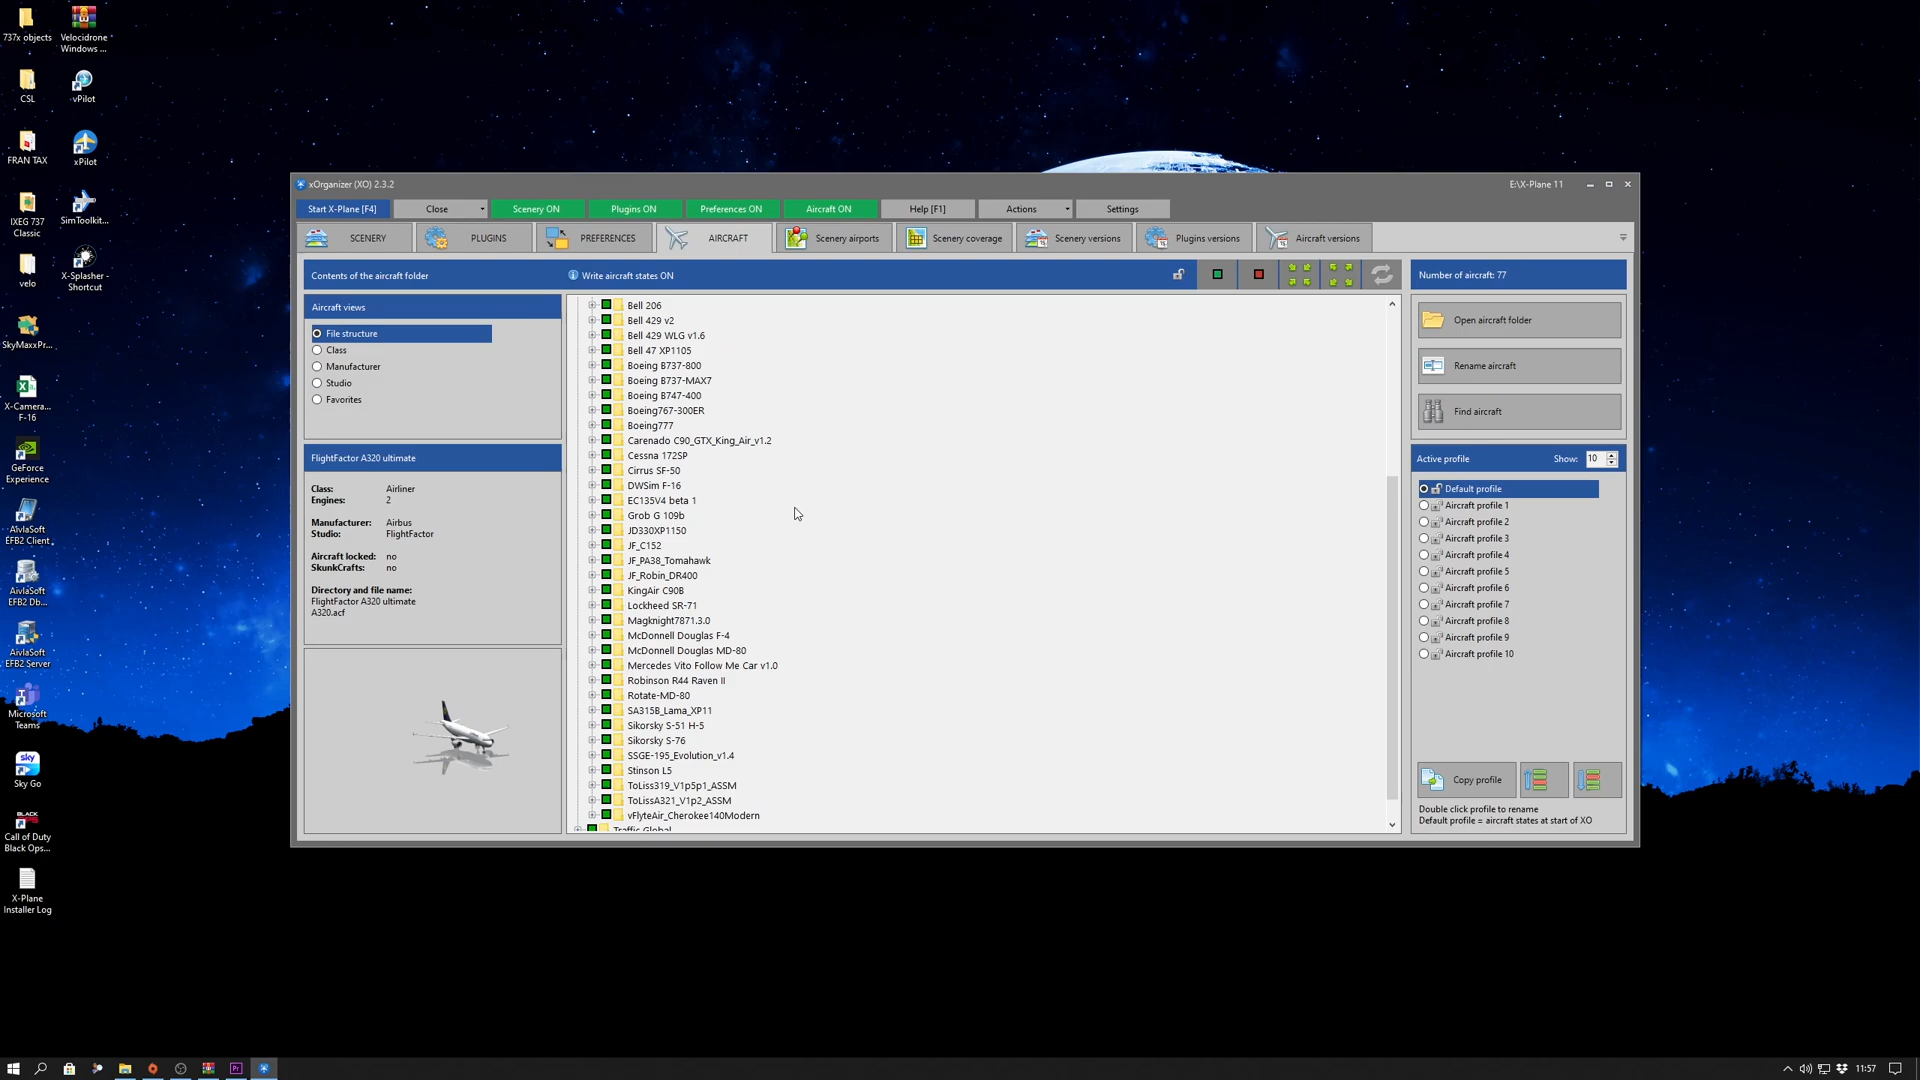 737x objects
Velocidrone
Windows ...
CSL
vPilot
FRAN TAX
xPilot
IXEG 737
Classic
SimToolkit...
velo
X-Splasher -
Shortcut
SkyMaxxPr...
X-Camera...
F-16
GeForce
Experience
AivlaSoft
EFB2 Client
AivlaSoft
EFB2 Db...
AivlaSoft
EFB2 Server
Microsoft
Teams
sky
Sky Go
BLACK
OPS
Call of Duty
Black Ops...
X-Plane
Installer Log
xOrganizer (XO) 2.3.2
E:\X-Plane 11
Start X-Plane [F4]
Close
Scenery ON
Plugins ON
Preferences ON
Aircraft ON
Help [F1]
Actions
Settings
SCENERY
PLUGINS
PREFERENCES
AIRCRAFT
Scenery airports
Scenery coverage
Scenery versions
Plugins versions
Aircraft versions
Contents of the aircraft folder
Write aircraft states ON
Number of aircraft: 77
Aircraft views
File structure
Class
Manufacturer
Studio
Favorites
FlightFactor A320 ultimate
Class: Airliner
Engines: 2
Manufacturer: Airbus
Studio: FlightFactor
Aircraft locked: no
SkunkCrafts: no
Directory and file name:
FlightFactor A320 ultimate
A320.acf
Bell 206
Bell 429 v2
Bell 429 WLG v1.6
Bell 47 XP1105
Boeing B737-800
Boeing B737-MAX7
Boeing B747-400
Boeing767-300ER
Boeing777
Carenado C90_GTX_King_Air_v1.2
Cessna 172SP
Cirrus SF-50
DWSim F-16
EC135V4 beta 1
Grob G 109b
JD330XP1150
JF_C152
JF_PA38_Tomahawk
JF_Robin_DR400
KingAir C90B
Lockheed SR-71
Magknight7871.3.0
McDonnell Douglas F-4
McDonnell Douglas MD-80
Mercedes Vito Follow Me Car v1.0
Robinson R44 Raven II
Rotate-MD-80
SA315B_Lama_XP11
Sikorsky S-51 H-5
Sikorsky S-76
SSGE-195_Evolution_v1.4
Stinson L5
ToLiss319_V1p5p1_ASSM
ToLissA321_V1p2_ASSM
vFlyteAir_Cherokee140Modern
Traffic Global
Open aircraft folder
Rename aircraft
Find aircraft
Active profile
Show: 10
Default profile
Aircraft profile 1
Aircraft profile 2
Aircraft profile 3
Aircraft profile 4
Aircraft profile 5
Aircraft profile 6
Aircraft profile 7
Aircraft profile 8
Aircraft profile 9
Aircraft profile 10
Copy profile
Double click profile to rename
Default profile = aircraft states at start of XO
Pr
11:57